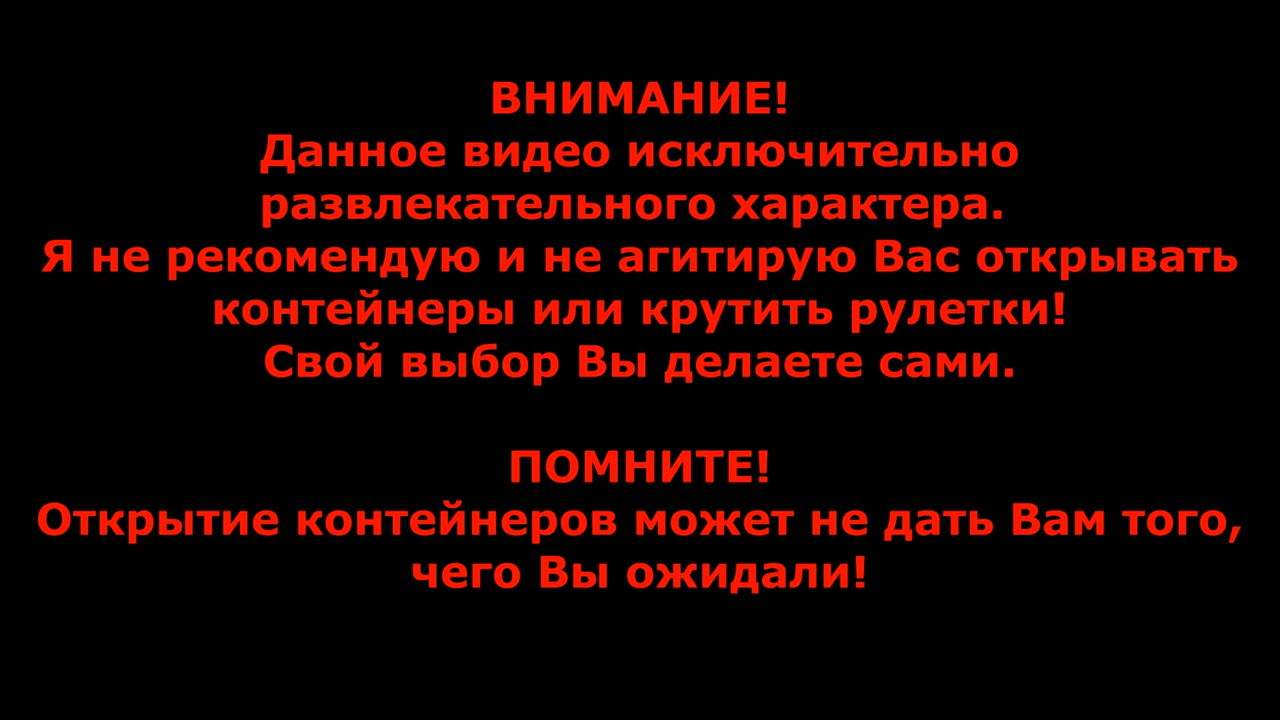 ВНИМАНИЕ!
Данное видео исключительно
развлекательного характера.
Я не рекомендую и не агитирую Вас открывать
контейнеры или крутить рулетки!
Свой выбор Вы делаете сами.
ПОМНИТЕ!
Открытие контейнеров может не дать Вам того,
чего Вы ожидали!